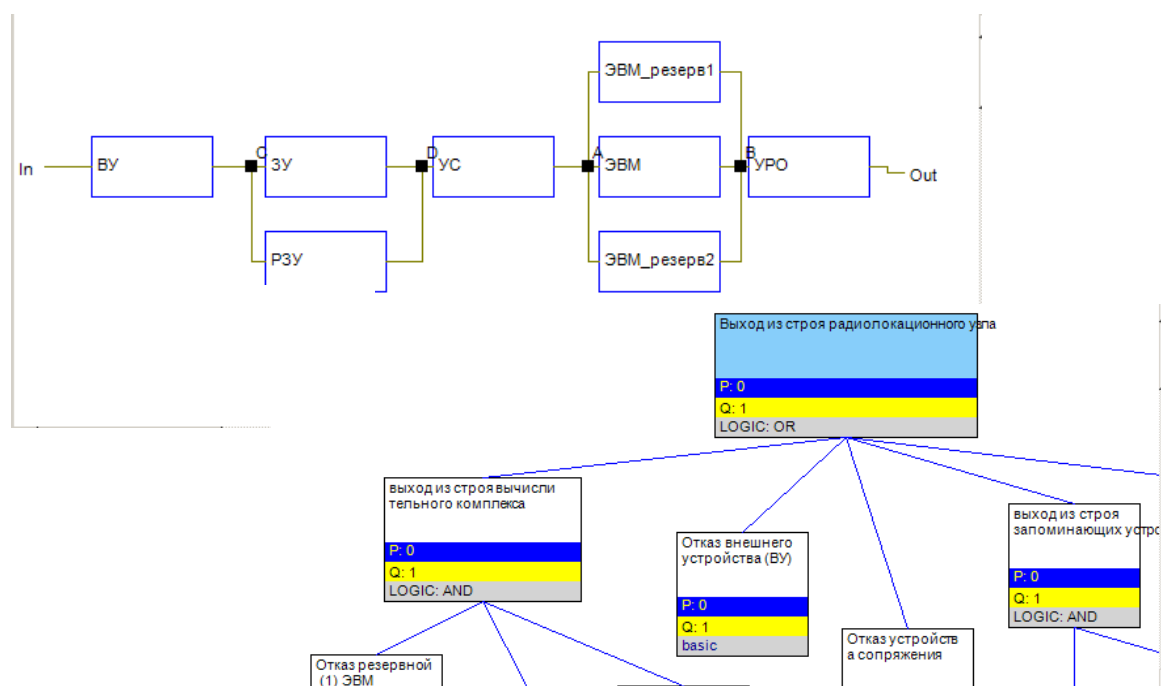 ЭВМ_резерв1
In
ВУ
C
ЗУ
D
УС
A
ЭВМ
B
УРО
Out
РЗУ
ЭВМ_резерв2
Выход из строя радиолокационного узла
P: 0
Q: 1
LOGIC: OR
выход из строя вычисли
тельного комплекса
P: 0
Q: 1
LOGIC: AND
Отказ внешнего
устройства (ВУ)
P: 0
Q: 1
basic
выход из строя
запоминающих устро
P: 0
Q: 1
LOGIC: AND
Отказ устройств
а сопряжения
Отказ резервной
(1) ЭВМ